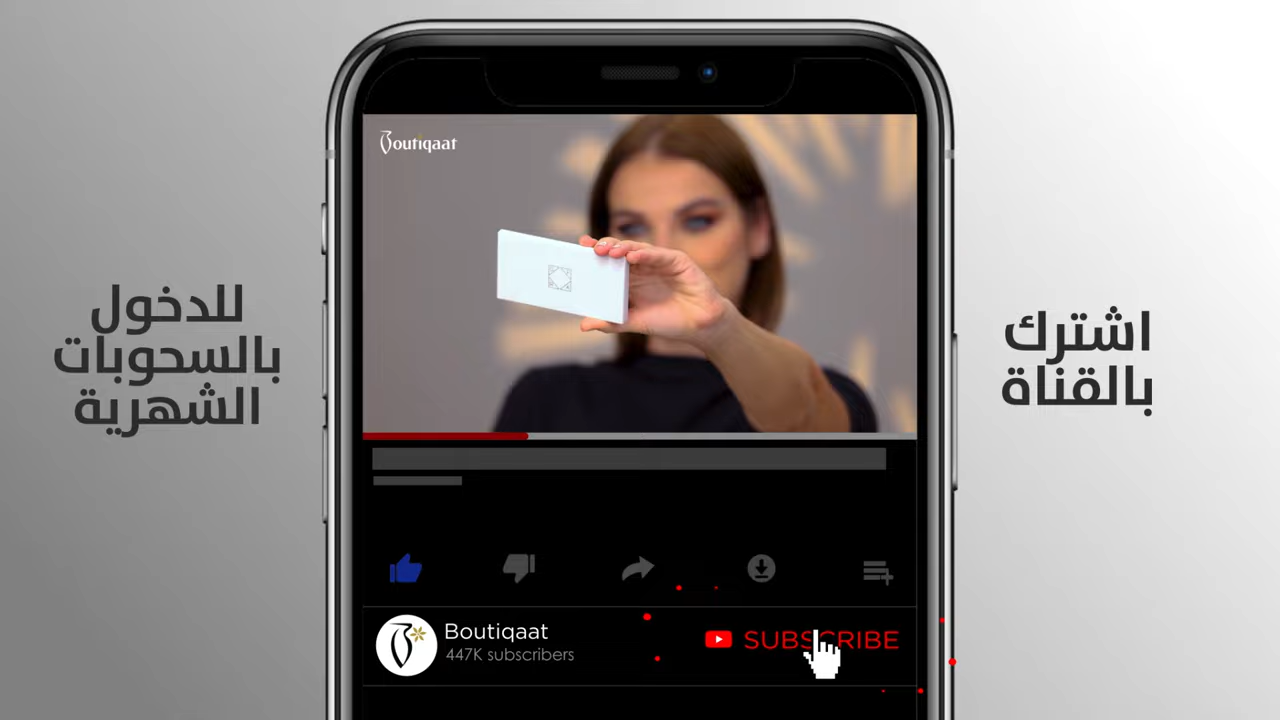 اشترك
بالقناة
للدخول
بالسحوبات
الشهرية
Boutiqaat
Boutiqaat
447K subscribers
SUBSCRIBE